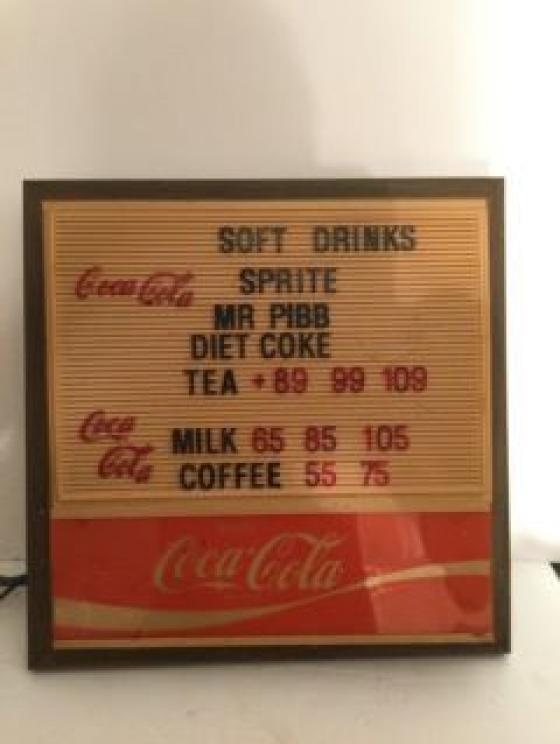 SOFT DRINKS
Coca Cola SPRITE
MR PIBB
DIET COKE
TEA + 89 99 109
Coca Cola
MILK 65 85 105
COFFEE 55 75
Coca-Cola